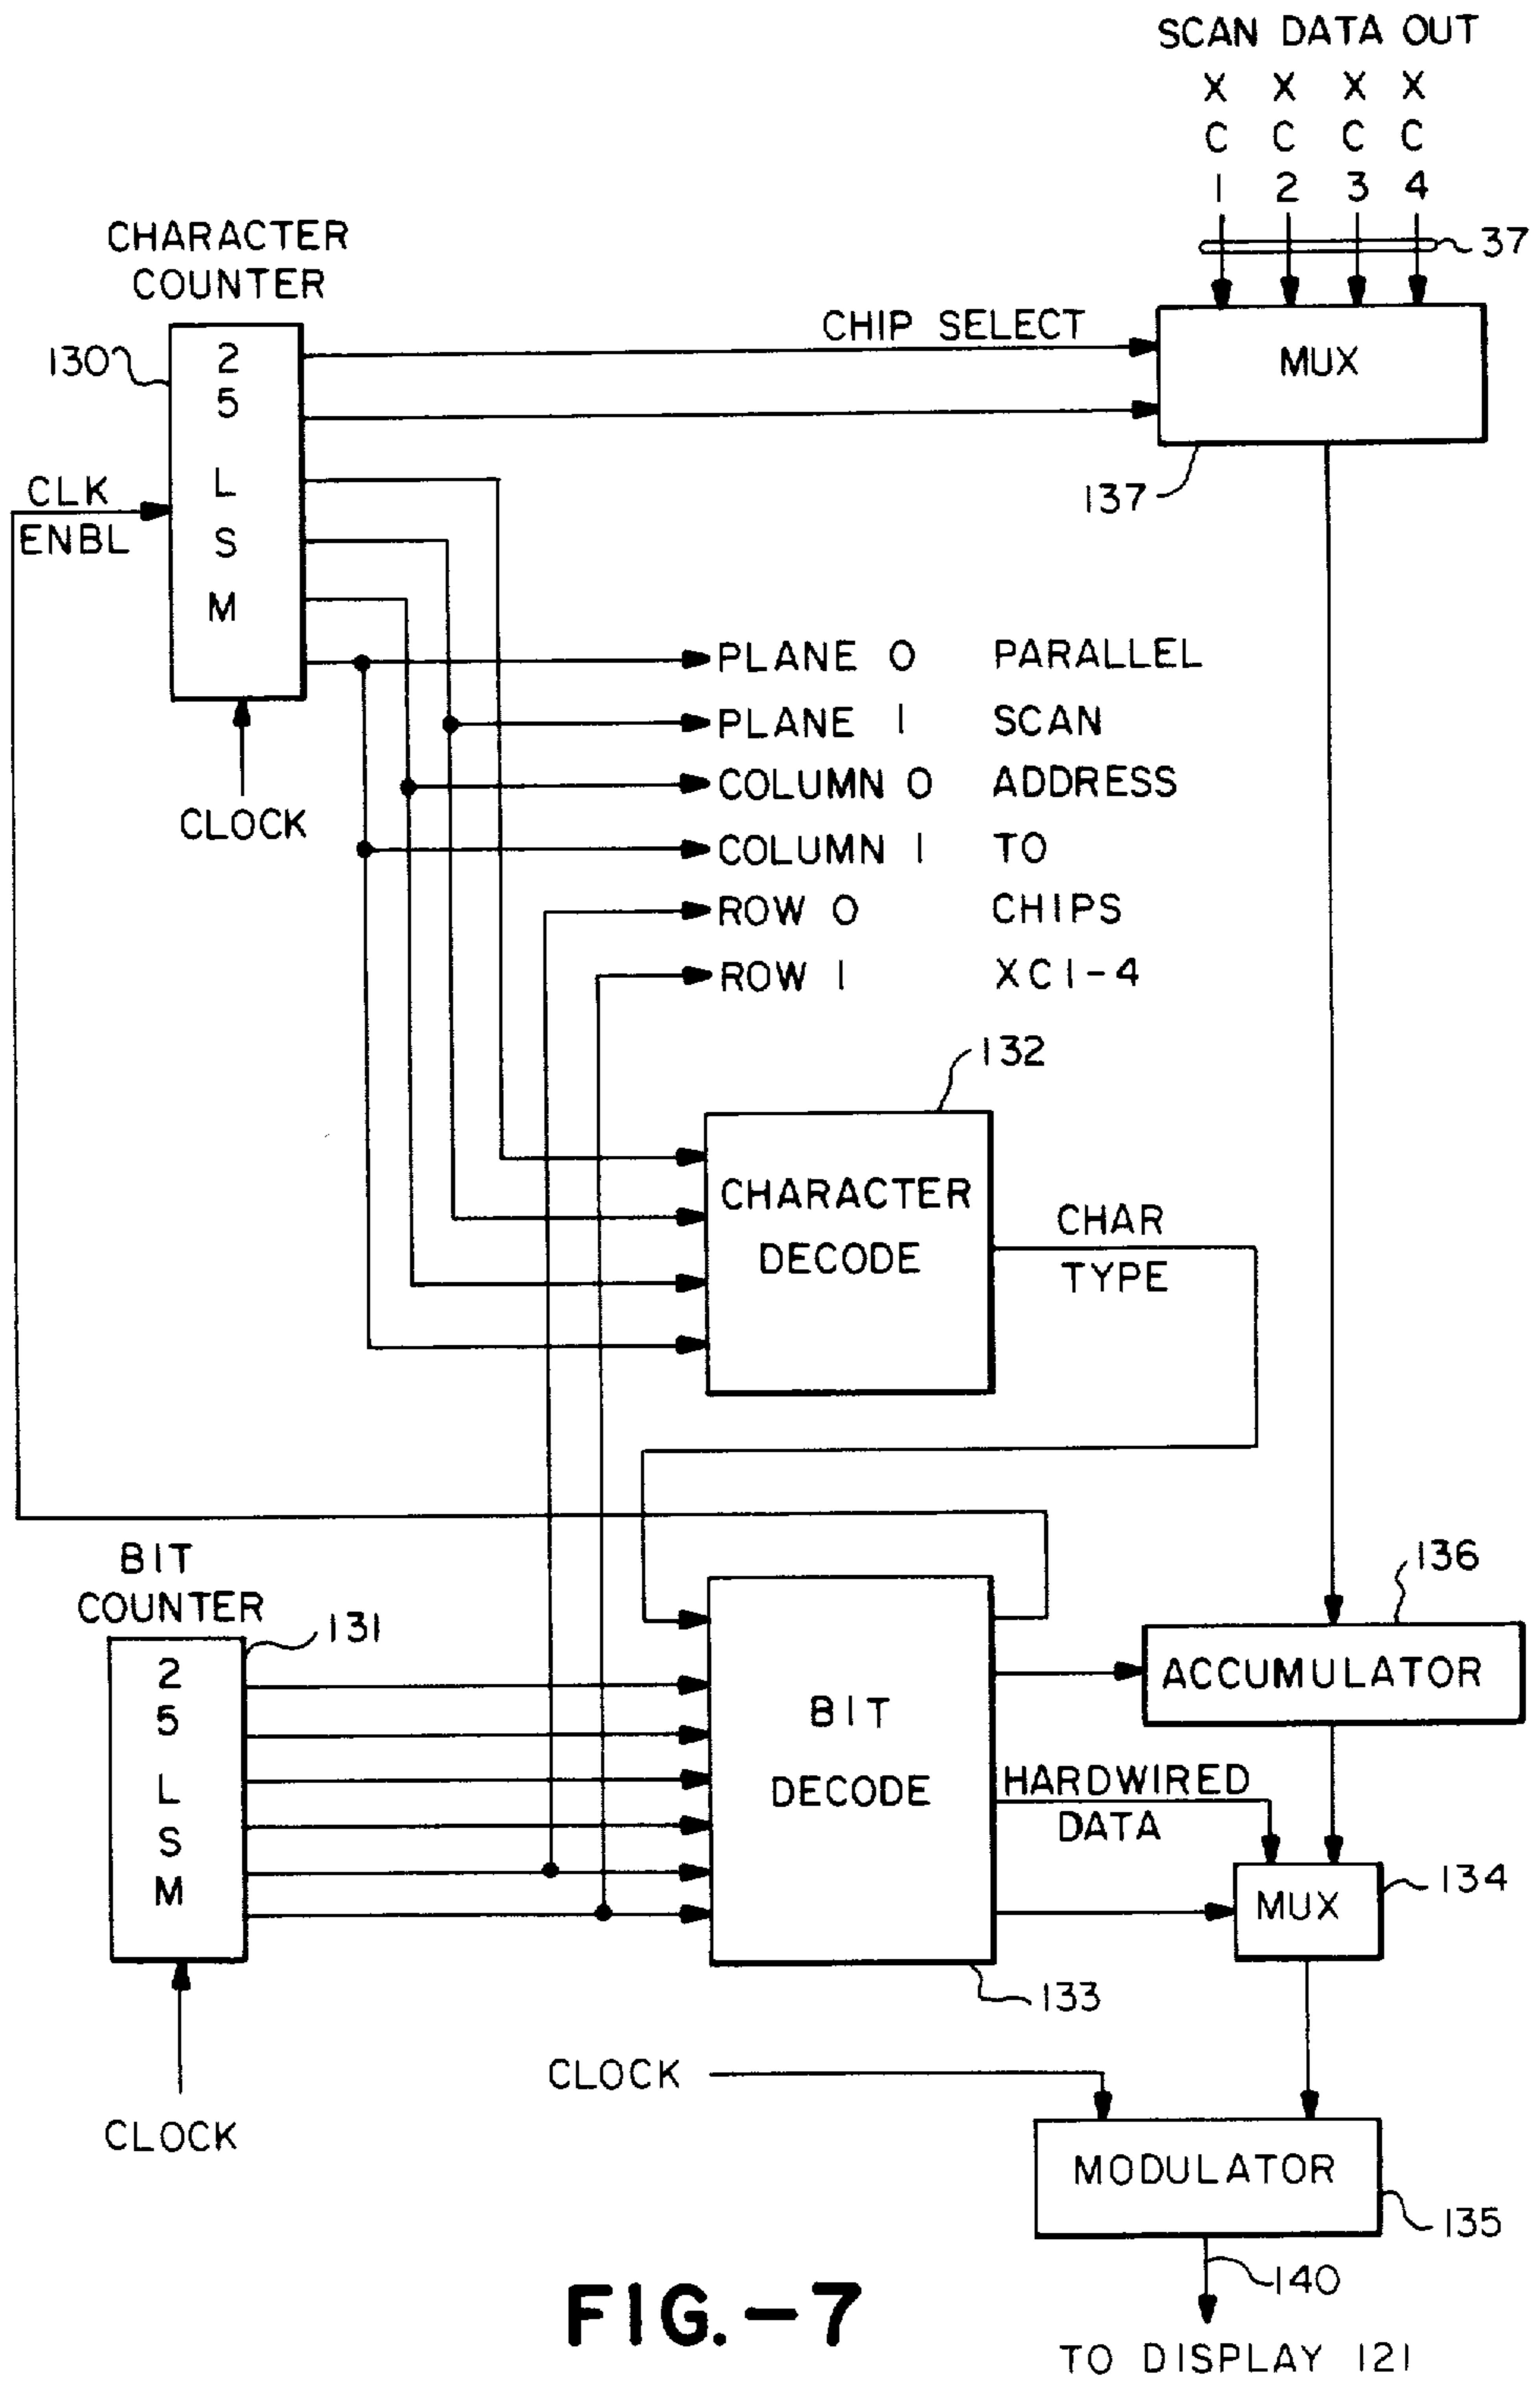 SCAN DATA OUT
X X X X
C C C C
1 2 3 4
37
CHARACTER
COUNTER
130
2
5
L
S
M
CHIP SELECT
MUX
137
CLK
ENBL
CLOCK
PLANE 0 PARALLEL
PLANE 1 SCAN
COLUMN 0 ADDRESS
COLUMN 1 TO
ROW 0 CHIPS
ROW 1 XC1-4
132
CHARACTER
DECODE
CHAR
TYPE
BIT
COUNTER
131
2
5
L
S
M
CLOCK
BIT
DECODE
133
136
ACCUMULATOR
HARDWIRED
DATA
MUX
134
CLOCK
MODULATOR
135
140
TO DISPLAY 121
FIG.-7